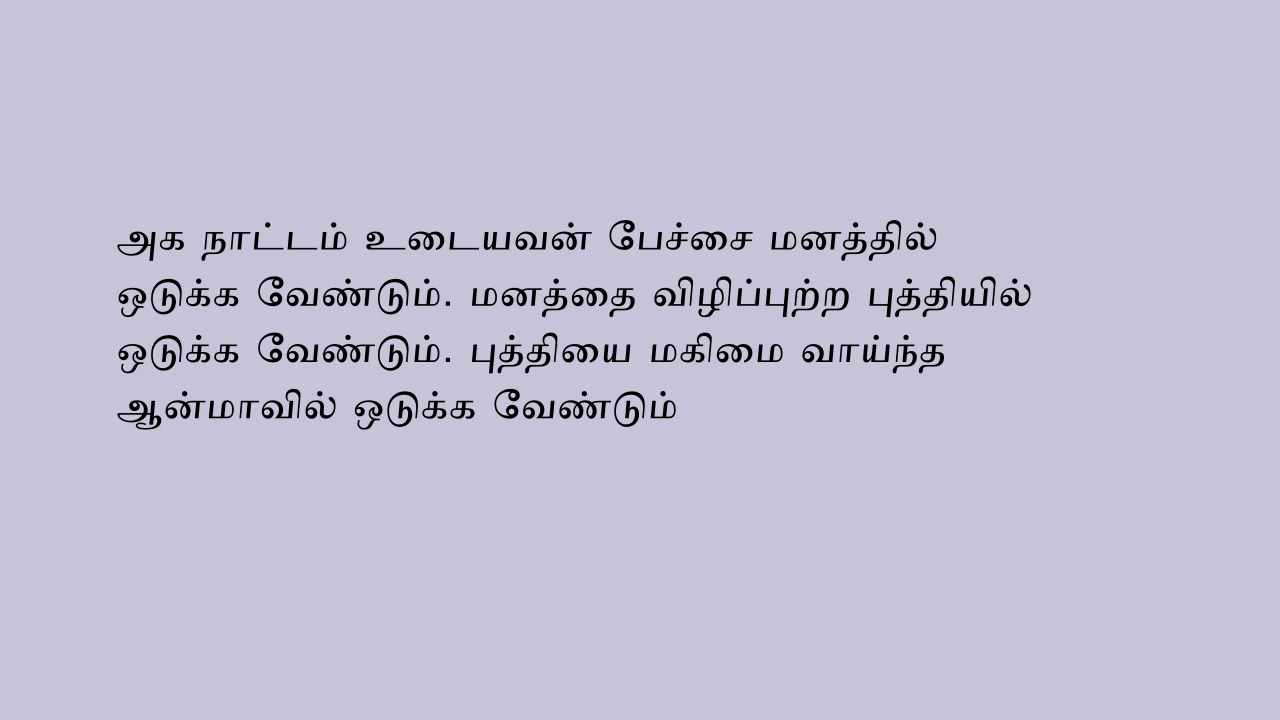 அக நாட்டம் உடையவன் பேச்சை மனத்தில்
ஒடுக்க வேண்டும். மனத்தை விழிப்புற்ற புத்தியில்
ஒடுக்க வேண்டும். புத்தியை மகிமை வாய்ந்த
ஆன்மாவில் ஒடுக்க வேண்டும்